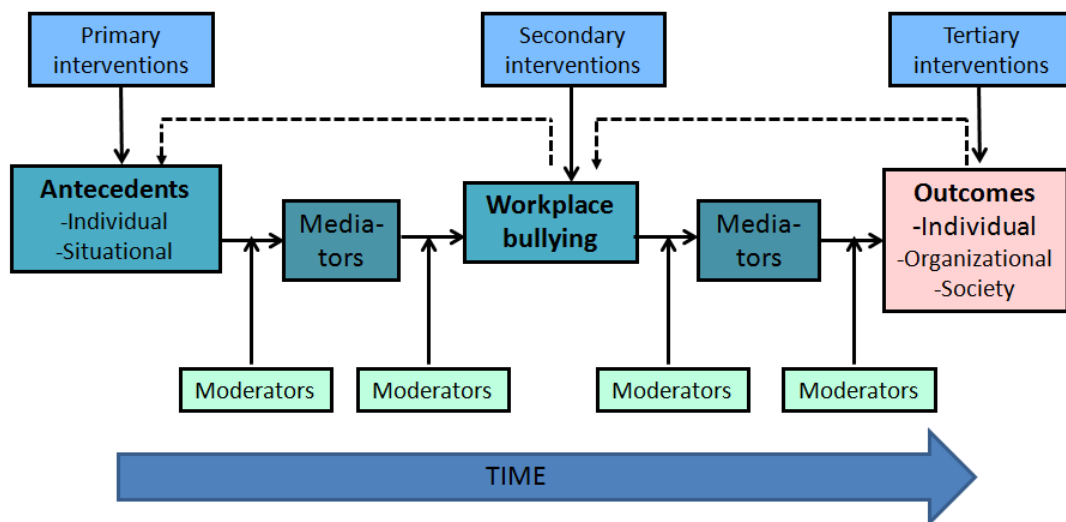 Primary
interventions
Secondary
interventions
Tertiary
interventions
Antecedents
-Individual
-Situational
Media-
tors
Workplace
bullying
Media-
tors
Outcomes
-Individual
-Organizational
-Society
Moderators
Moderators
Moderators
Moderators
TIME